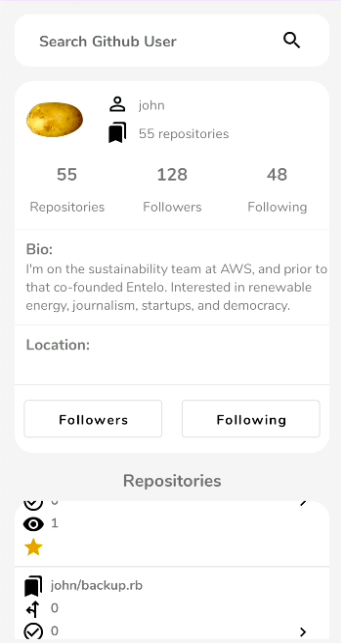 Search Github User
john
55 repositories
55 128 48
Repositories Followers Following
Bio:
I'm on the sustainability team at AWS, and prior to
that co-founded Entelo. Interested in renewable
energy, journalism, startups, and democracy.
Location:
Followers Following
Repositories
0
1
john/backup.rb
0
0